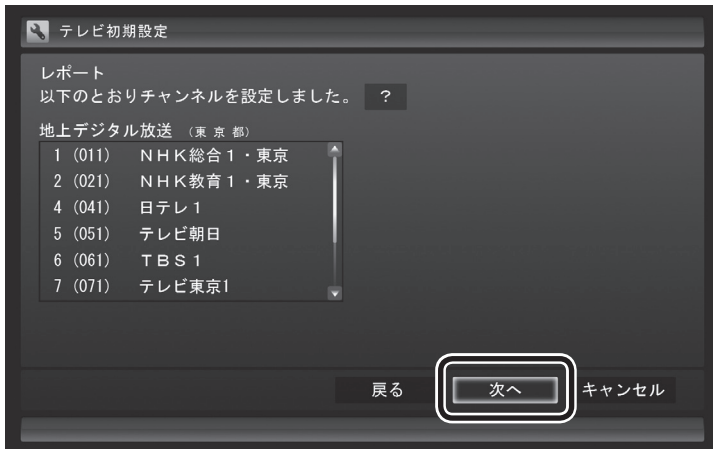 テレビ初期設定
レポート
以下のとおりチャンネルを設定しました。 ?
地上デジタル放送 （東京都）
1 (011) ＮＨＫ総合１・東京
2 (021) ＮＨＫ教育１・東京
4 (041) 日テレ１
5 (051) テレビ朝日
6 (061) ＴＢＳ１
7 (071) テレビ東京1
戻る 次へ キャンセル